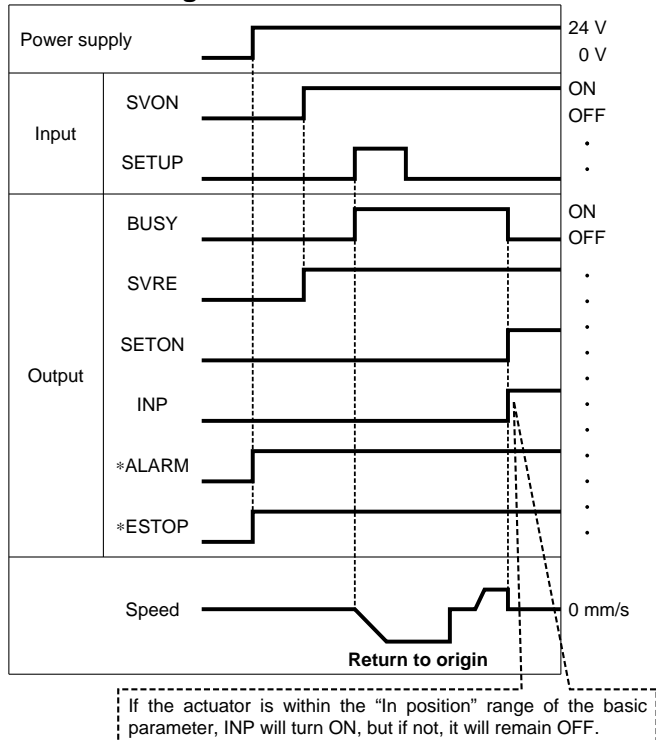 Power supply
24 V
0 V
Input
SVON
ON
OFF
SETUP
Output
BUSY
ON
OFF
SVRE
SETON
INP
*ALARM
*ESTOP
Speed
0 mm/s
Return to origin
If the actuator is within the “In position” range of the basic
parameter, INP will turn ON, but if not, it will remain OFF.